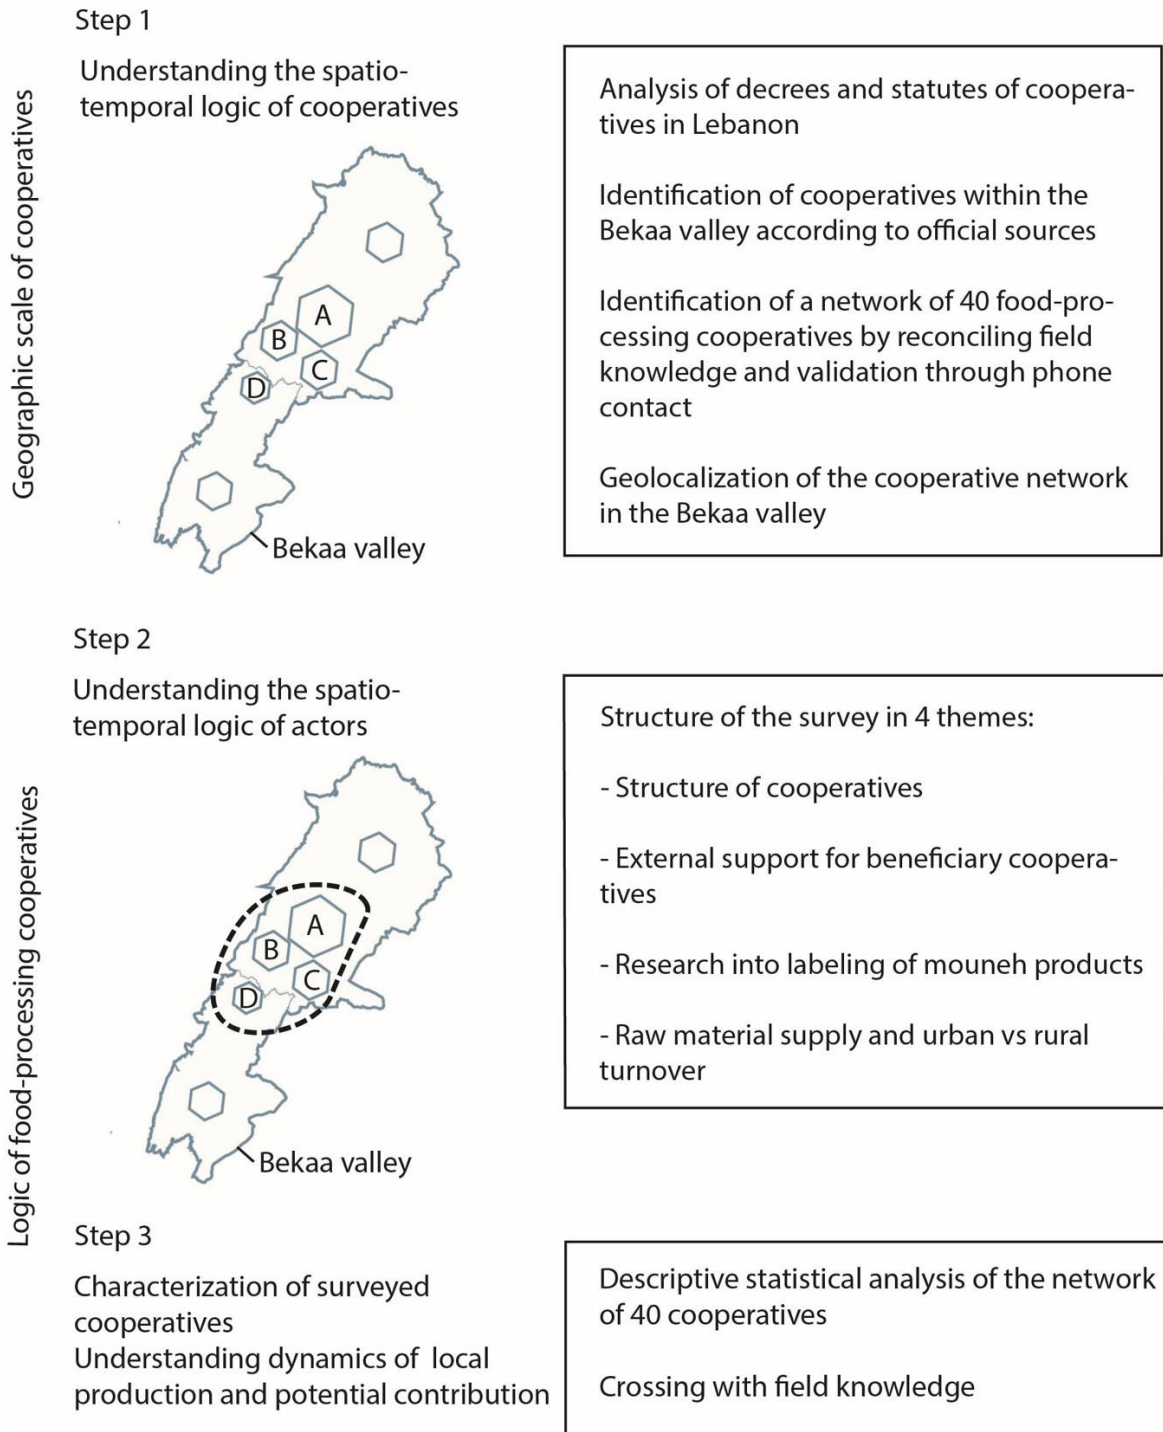 Step 1
Understanding the spatio-
temporal logic of cooperatives
Geographic scale of cooperatives
A
B
C
D
Bekaa valley
Analysis of decrees and statutes of coopera-
tives in Lebanon
Identification of cooperatives within the
Bekaa valley according to official sources
Identification of a network of 40 food-pro-
cessing cooperatives by reconciling field
knowledge and validation through phone
contact
Geolocalization of the cooperative network
in the Bekaa valley
Step 2
Understanding the spatio-
temporal logic of actors
Logic of food-processing cooperatives
A
B
C
D
Bekaa valley
Structure of the survey in 4 themes:
- Structure of cooperatives
- External support for beneficiary coopera-
tives
- Research into labeling of mouneh products
- Raw material supply and urban vs rural
turnover
Step 3
Characterization of surveyed
cooperatives
Understanding dynamics of local
production and potential contribution
Descriptive statistical analysis of the network
of 40 cooperatives
Crossing with field knowledge